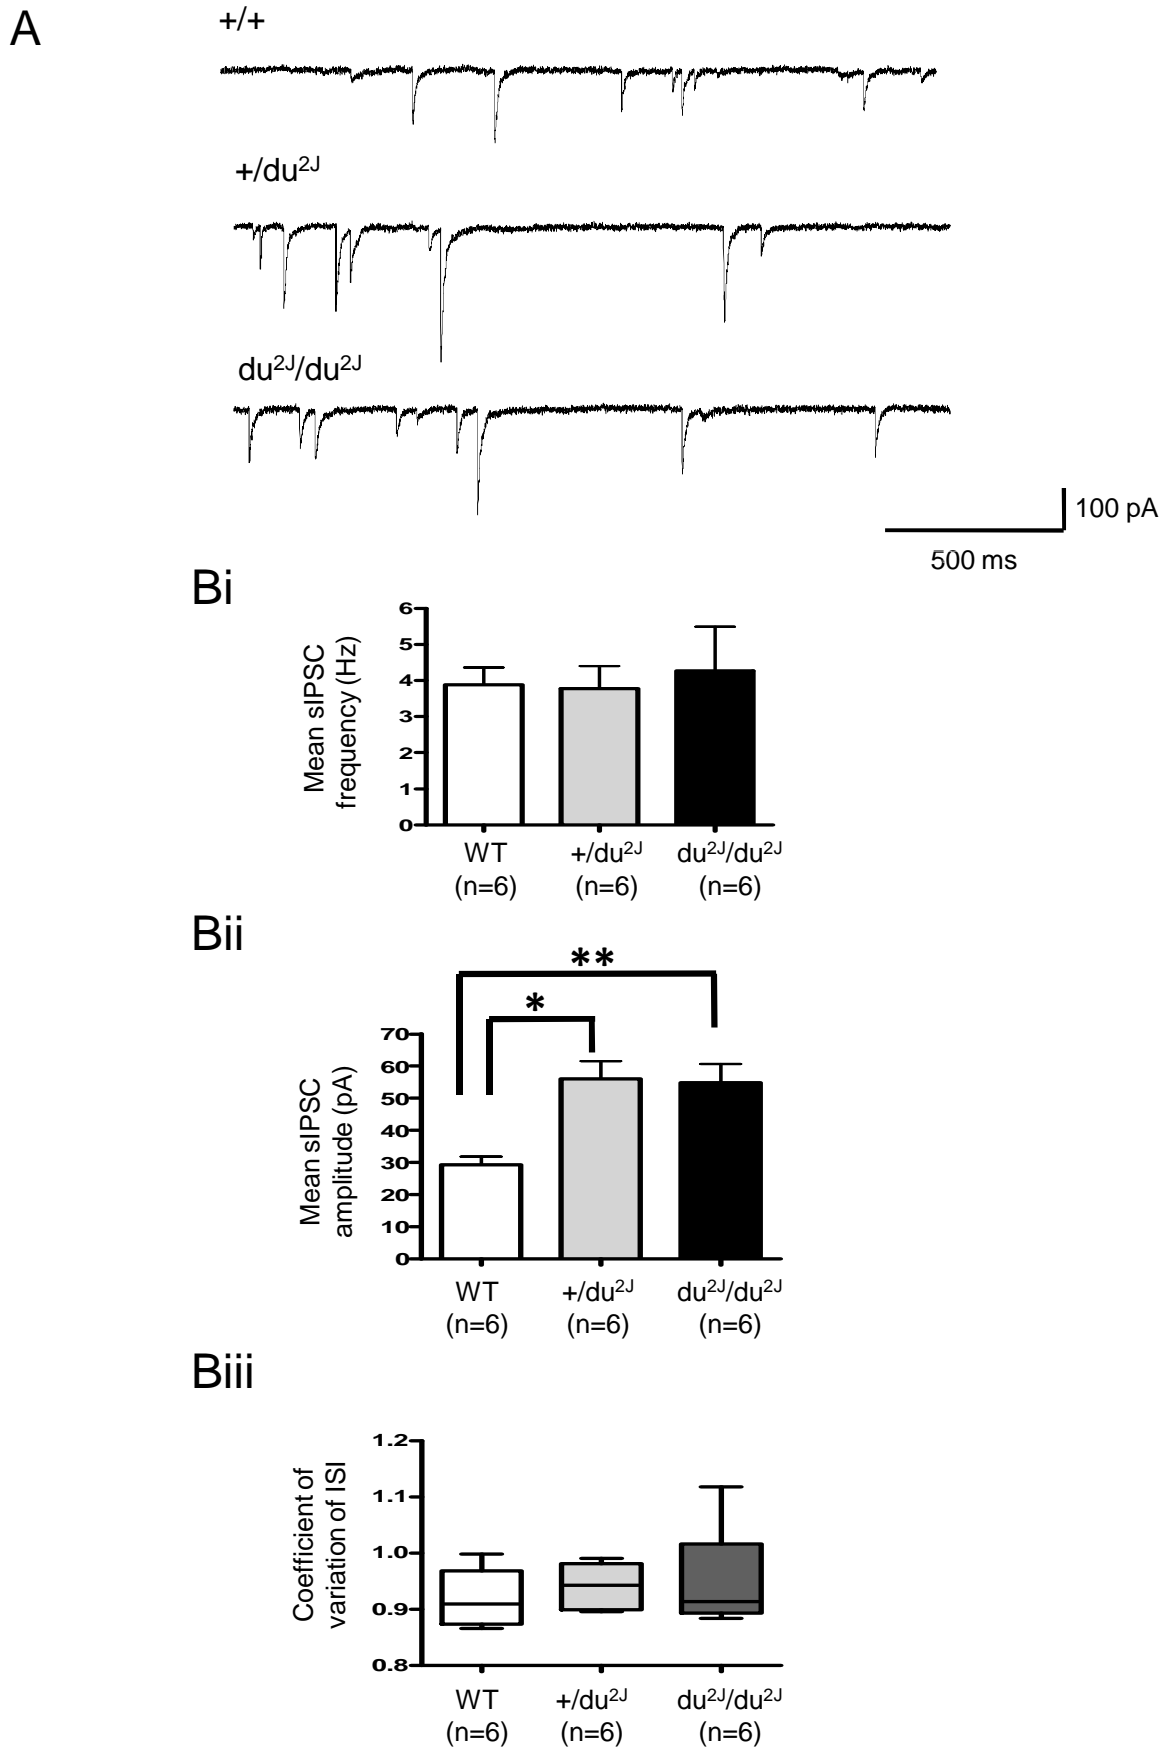 A
+/+
+/du²ᴶ
du²ᴶ/du²ᴶ
100 pA
500 ms
Bi
Mean sIPSC
frequency (Hz)
6
5
4
3
2
1
0
WT
(n=6)
+/du²ᴶ
(n=6)
du²ᴶ/du²ᴶ
(n=6)
Bii
**
*
Mean sIPSC
amplitude (pA)
70
60
50
40
30
20
10
0
WT
(n=6)
+/du²ᴶ
(n=6)
du²ᴶ/du²ᴶ
(n=6)
Biii
Coefficient of
variation of ISI
1.2
1.1
1.0
0.9
0.8
WT
(n=6)
+/du²ᴶ
(n=6)
du²ᴶ/du²ᴶ
(n=6)